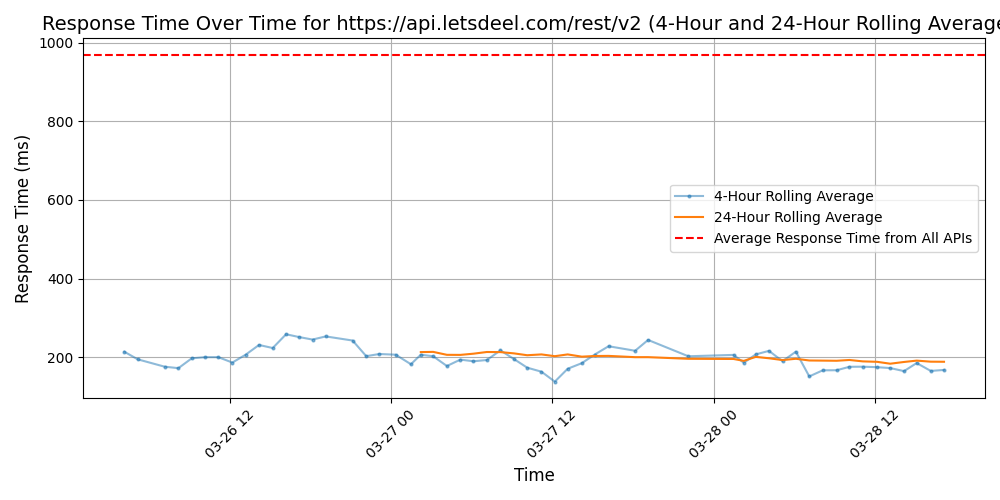 Response Time Over Time for https://api.letsdeel.com/rest/v2 (4-Hour and 24-Hour Rolling Average
1000
800
600
400
200
Response Time (ms)
4-Hour Rolling Average
24-Hour Rolling Average
Average Response Time from All APIs
03-26 12
03-27 00
03-27 12
03-28 00
03-28 12
Time